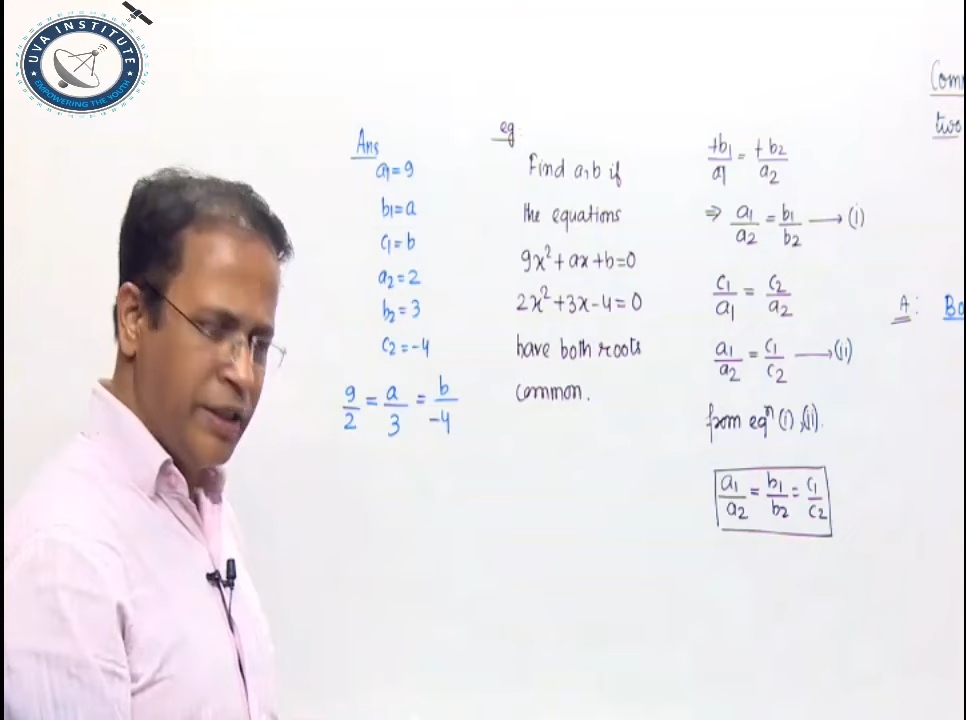 UVA INSTITUTE
EMPOWERING THE YOUTH
Ans
a1=9
b1=a
c1=b
a2=2
b2=3
c2=-4
9/2 = a/3 = b/-4
eg:
Find a,b if
the equations
9x²+ax+b=0
2x²+3x-4=0
have both roots
common.
+b1/a1 = +b2/a2
⇒ a1/a2 = b1/b2 ⟶(i)
c1/a1 = c2/a2
a1/a2 = c1/c2 ⟶(ii)
from eqⁿ (i),(ii).
a1/a2 = b1/b2 = c1/c2
Comm
two
A: Bo